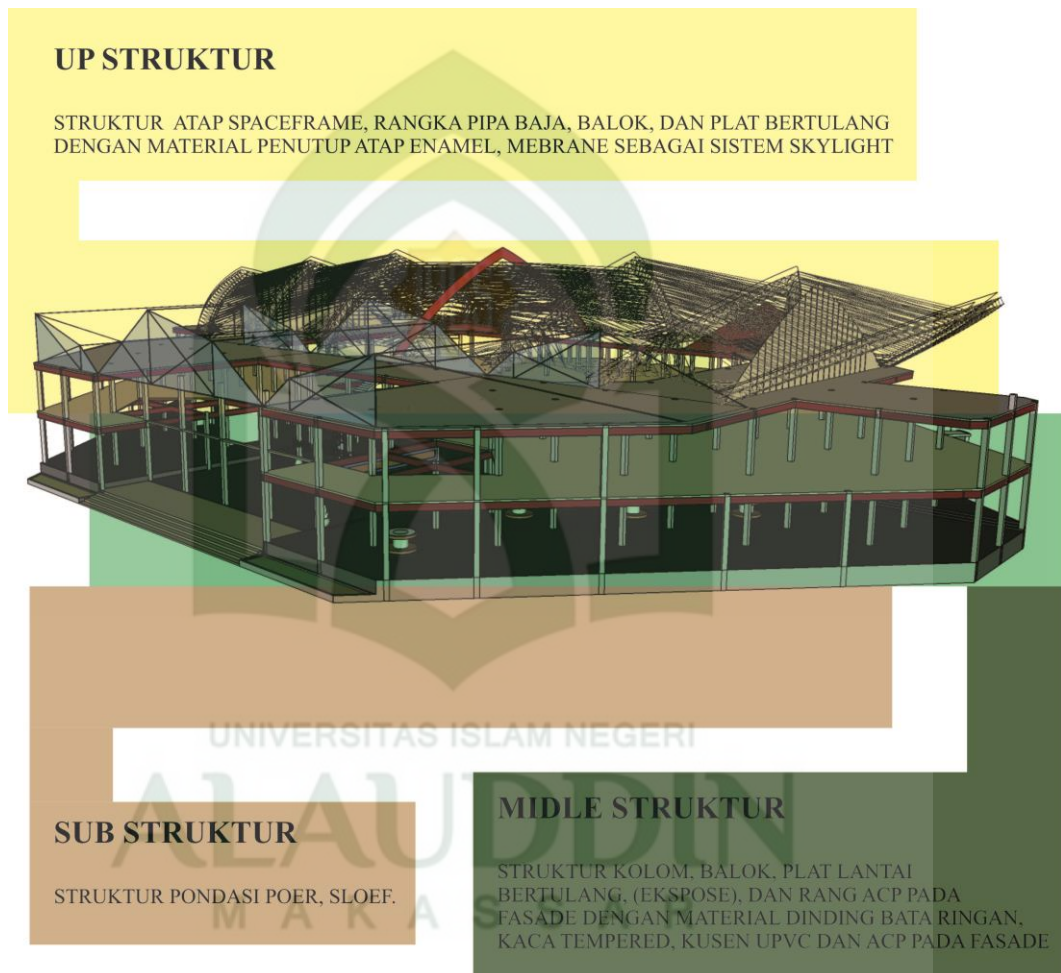 UP STRUKTUR
STRUKTUR ATAP SPACEFRAME, RANGKA PIPA BAJA, BALOK, DAN PLAT BERTULANG
DENGAN MATERIAL PENUTUP ATAP ENAMEL, MEBRANE SEBAGAI SISTEM SKYLIGHT
UNIVERSITAS ISLAM NEGERI
ALAUDDIN
MAKASSAR
SUB STRUKTUR
STRUKTUR PONDASI POER, SLOEF.
MIDLE STRUKTUR
STRUKTUR KOLOM, BALOK, PLAT LANTAI
BERTULANG, (EKSPOSE), DAN RANG ACP PADA
FASADE DENGAN MATERIAL DINDING BATA RINGAN,
KACA TEMPERED, KUSEN UPVC DAN ACP PADA FASADE